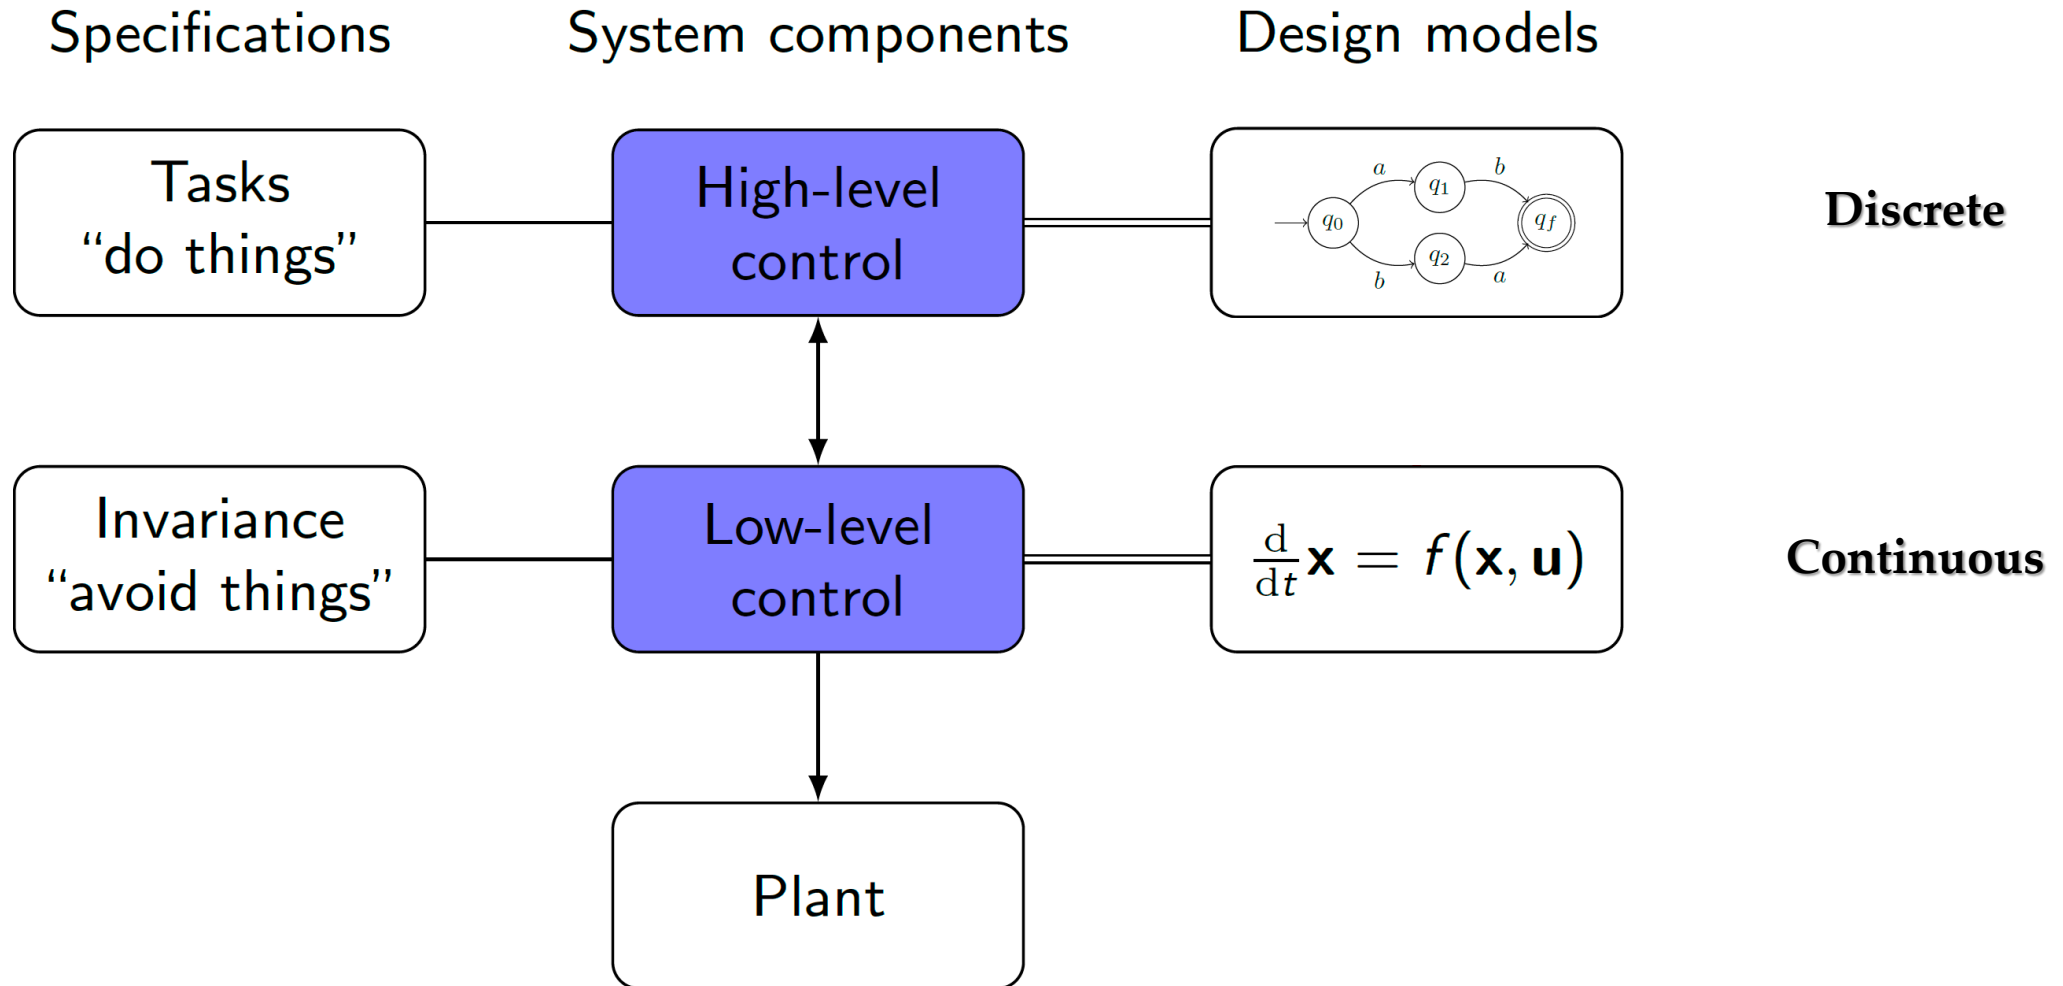 Specifications
System components
Design models
Tasks
“do things”
High-level
control
a
b
q₀
q₁
q₂
q_f
b
a
Discrete
Invariance
“avoid things”
Low-level
control
d/dt x = f(x, u)
Continuous
Plant